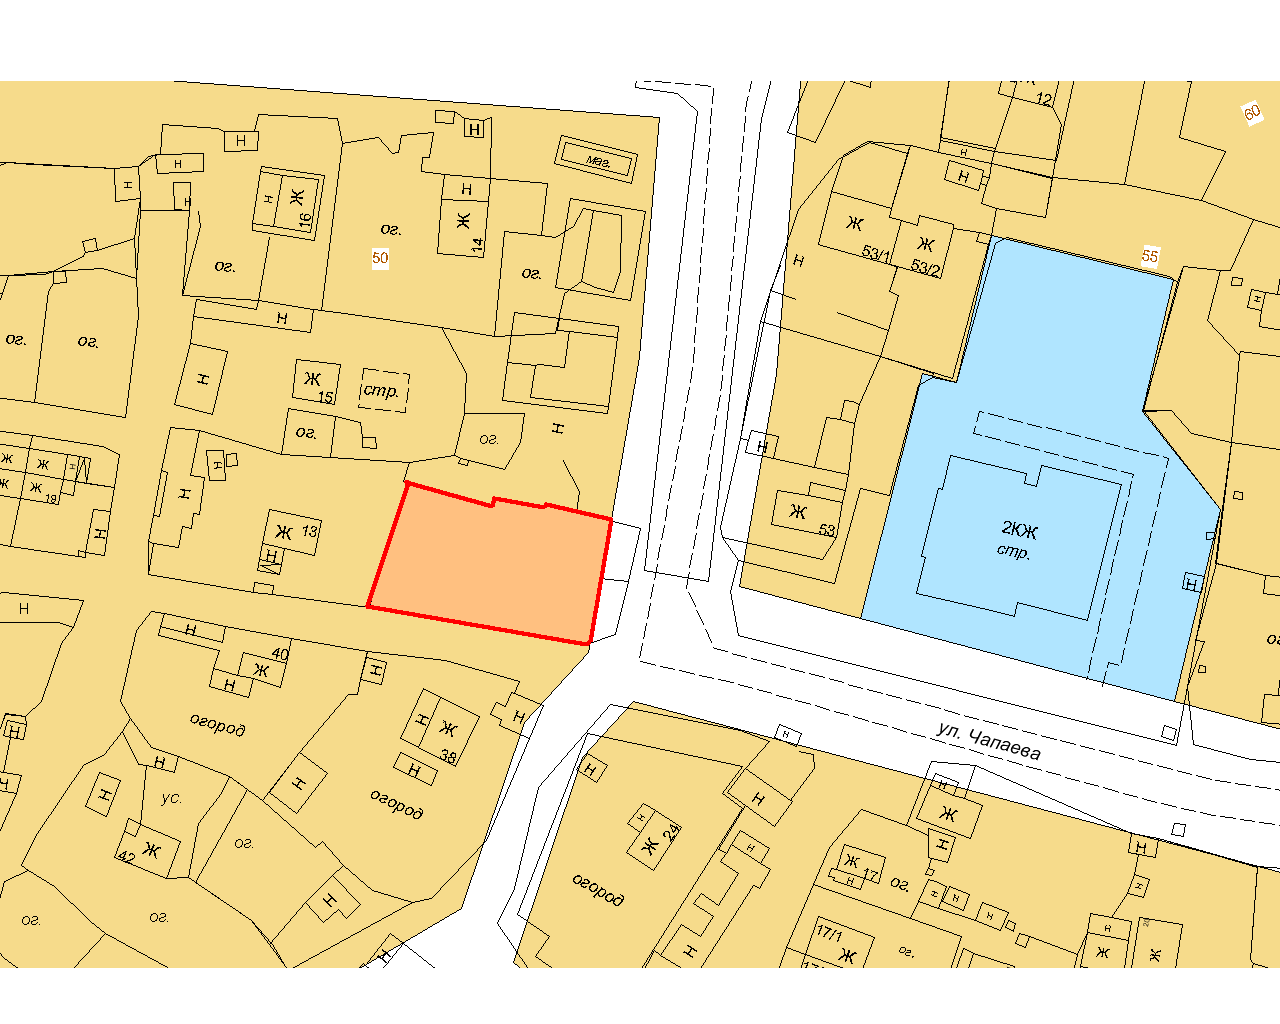 12
60
Н
Н
Н
маг.
Н
Н
Н
Н
Н
Н
Ж
Н
Ж
16
Ж
14
ог.
50
ог.
ог.
Ж
53/1
Ж
53/2
55
Н
Н
Н
ог.
ог.
Ж
15
стр.
Н
ог.
ог.
Н
Н
Ж
Ж
Н
Ж
Ж
19
Н
Н
Н
Ж
13
Н
Ж
53
2КЖ
стр.
Н
Н
Н
40
Ж
Н
Н
огород
Н
Ж
38
Н
Н
огород
Н
Н
Н
Н
Н
Н
ус.
Ж
42
ог.
Н
ог.
ог.
Н
Н
Н
Н
Ж
24
огород
Н
Н
Н
ул. Чапаева
Н
Ж
Н
Ж
17
Н
ог.
Н
Н
Н
Н
Н
17/1
Ж
ог.
Н
Ж
Ж